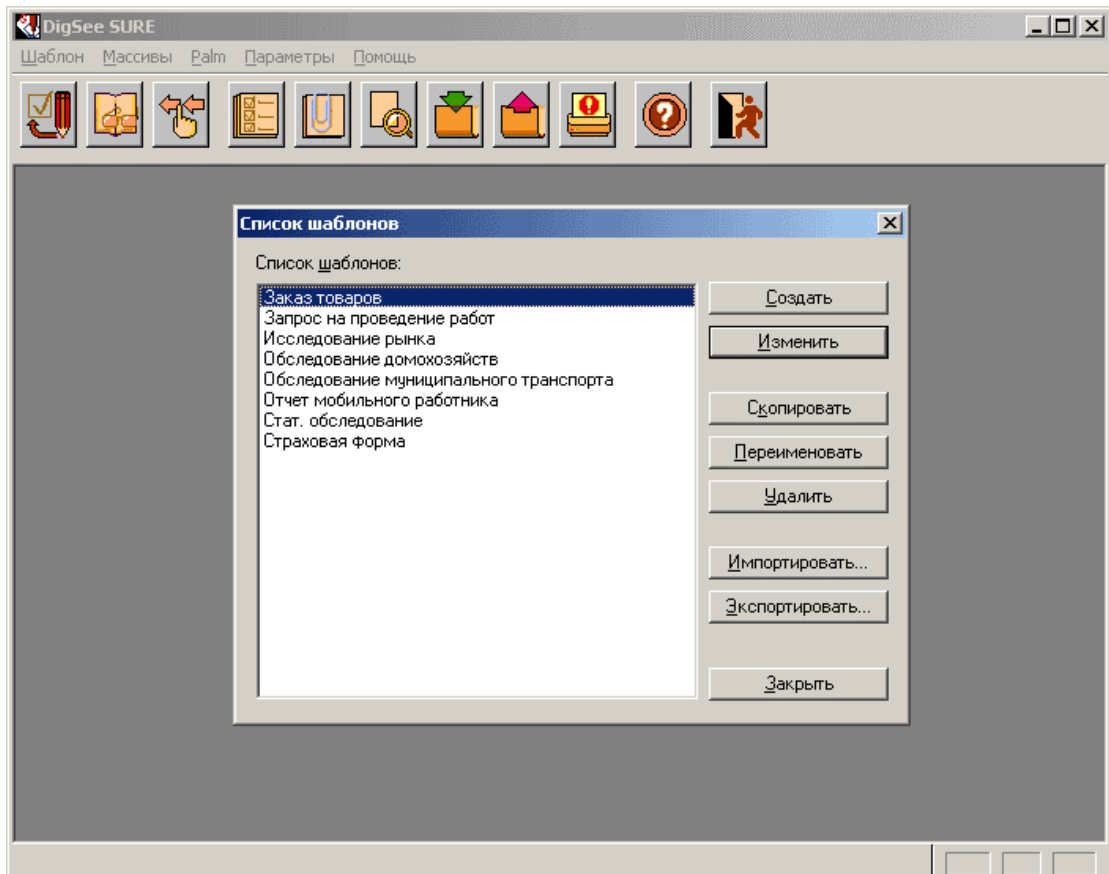 DigSee SURE
Шаблон Массивы Palm Параметры Помощь
Список шаблонов
Список шаблонов:
Заказ товаров
Запрос на проведение работ
Исследование рынка
Обследование домохозяйств
Обследование муниципального транспорта
Отчет мобильного работника
Стат. обследование
Страховая форма
Создать
Изменить
Скопировать
Переименовать
Удалить
Импортировать...
Экспортировать...
Закрыть